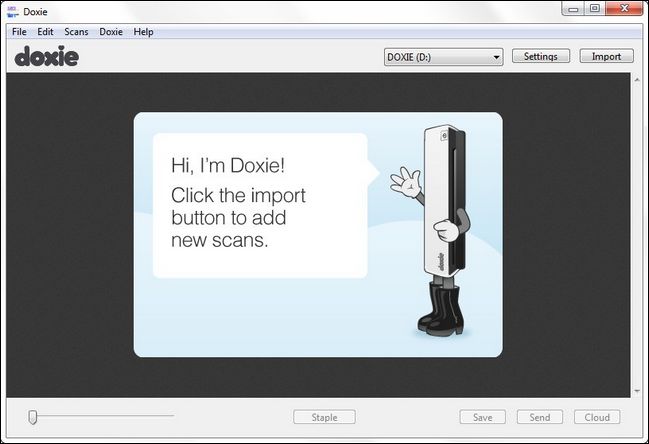 Doxie
File Edit Scans Doxie Help
doxie
DOXIE (D:)
Settings
Import
Hi, I'm Doxie!
Click the import
button to add
new scans.
doxie
Staple
Save
Send
Cloud